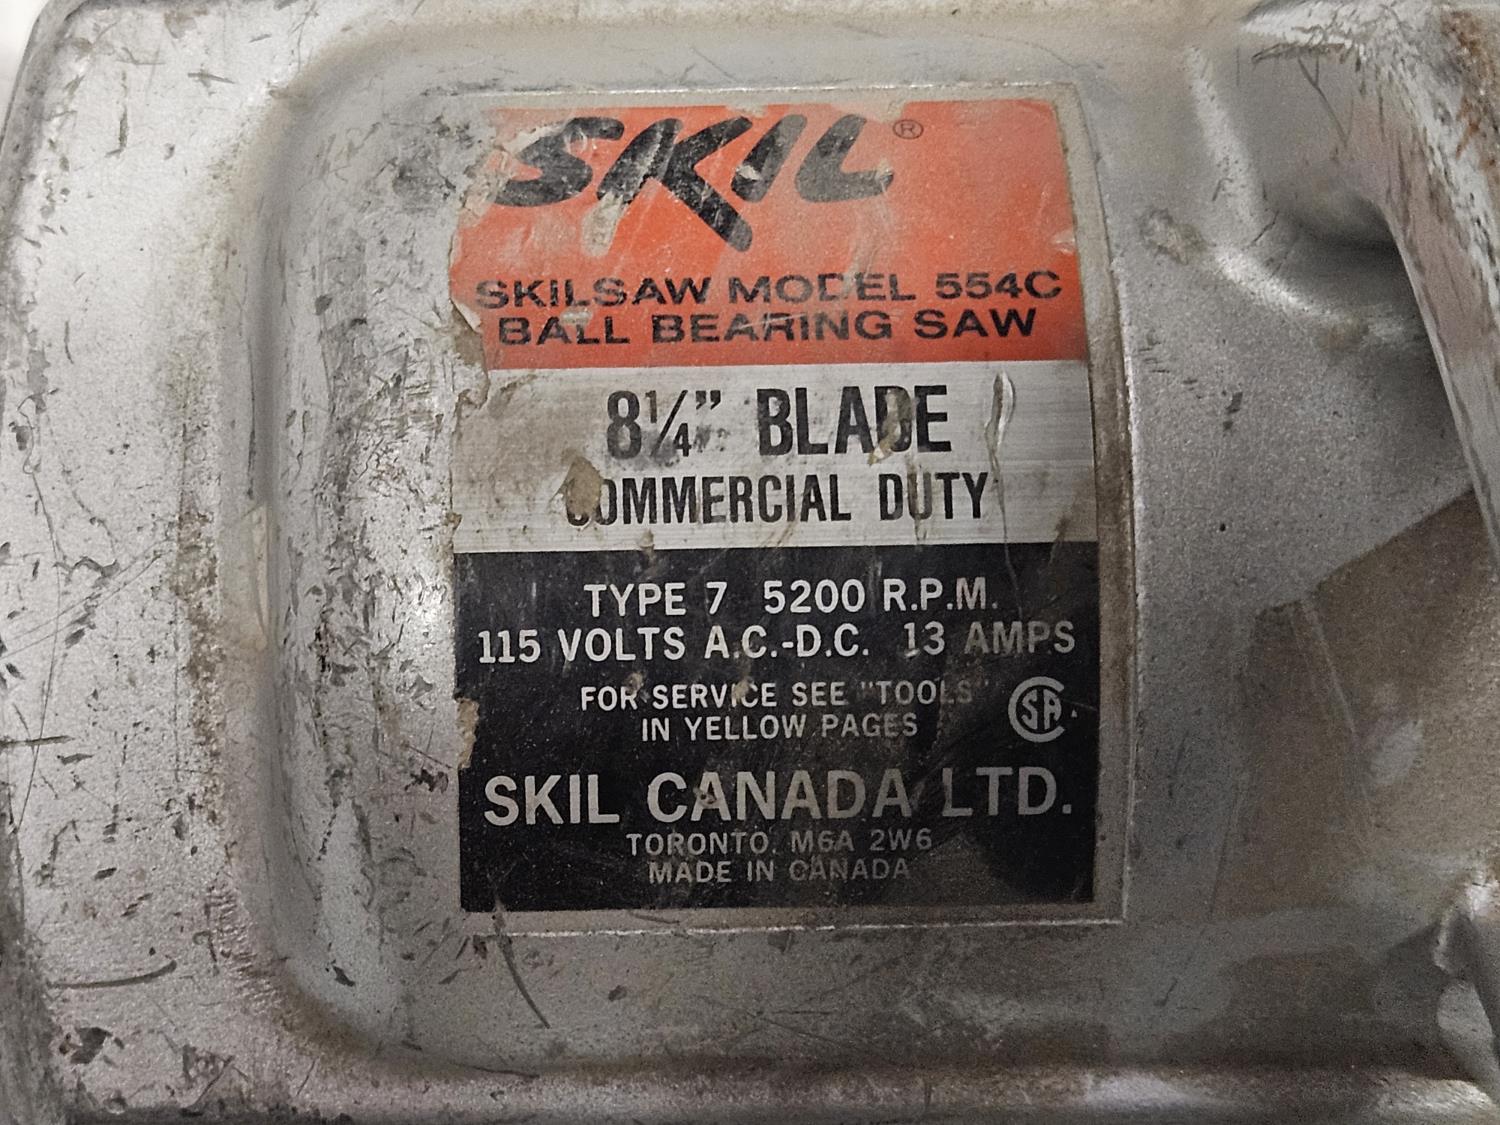 SKIL®
SKILSAW MODEL 554C
BALL BEARING SAW
8¼" BLADE
COMMERCIAL DUTY
TYPE 7 5200 R.P.M.
115 VOLTS A.C.-D.C. 13 AMPS
FOR SERVICE SEE "TOOLS"
IN YELLOW PAGES
SA
SKIL CANADA LTD.
TORONTO. M6A 2W6
MADE IN CANADA